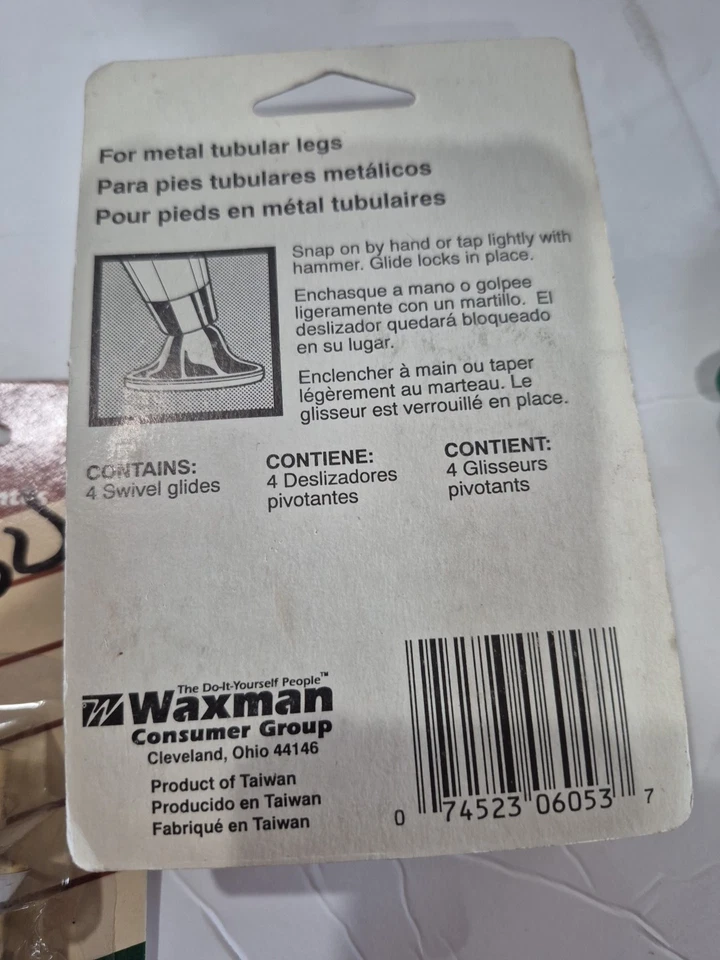 For metal tubular legs
Para pies tubulares metálicos
Pour pieds en métal tubulaires
Snap on by hand or tap lightly with
hammer. Glide locks in place.
Enchasque a mano o golpee
ligeramente con un martillo. El
deslizador quedará bloqueado
en su lugar.
Enclencher à main ou taper
légèrement au marteau. Le
glisseur est verrouillé en place.
CONTAINS:
4 Swivel glides
CONTIENE:
4 Deslizadores
pivotantes
CONTIENT:
4 Glisseurs
pivotants
The Do-It-Yourself People™
W Waxman
Consumer Group
Cleveland, Ohio 44146
Product of Taiwan
Producido en Taiwan
Fabriqué en Taiwan
0 74523 06053 7